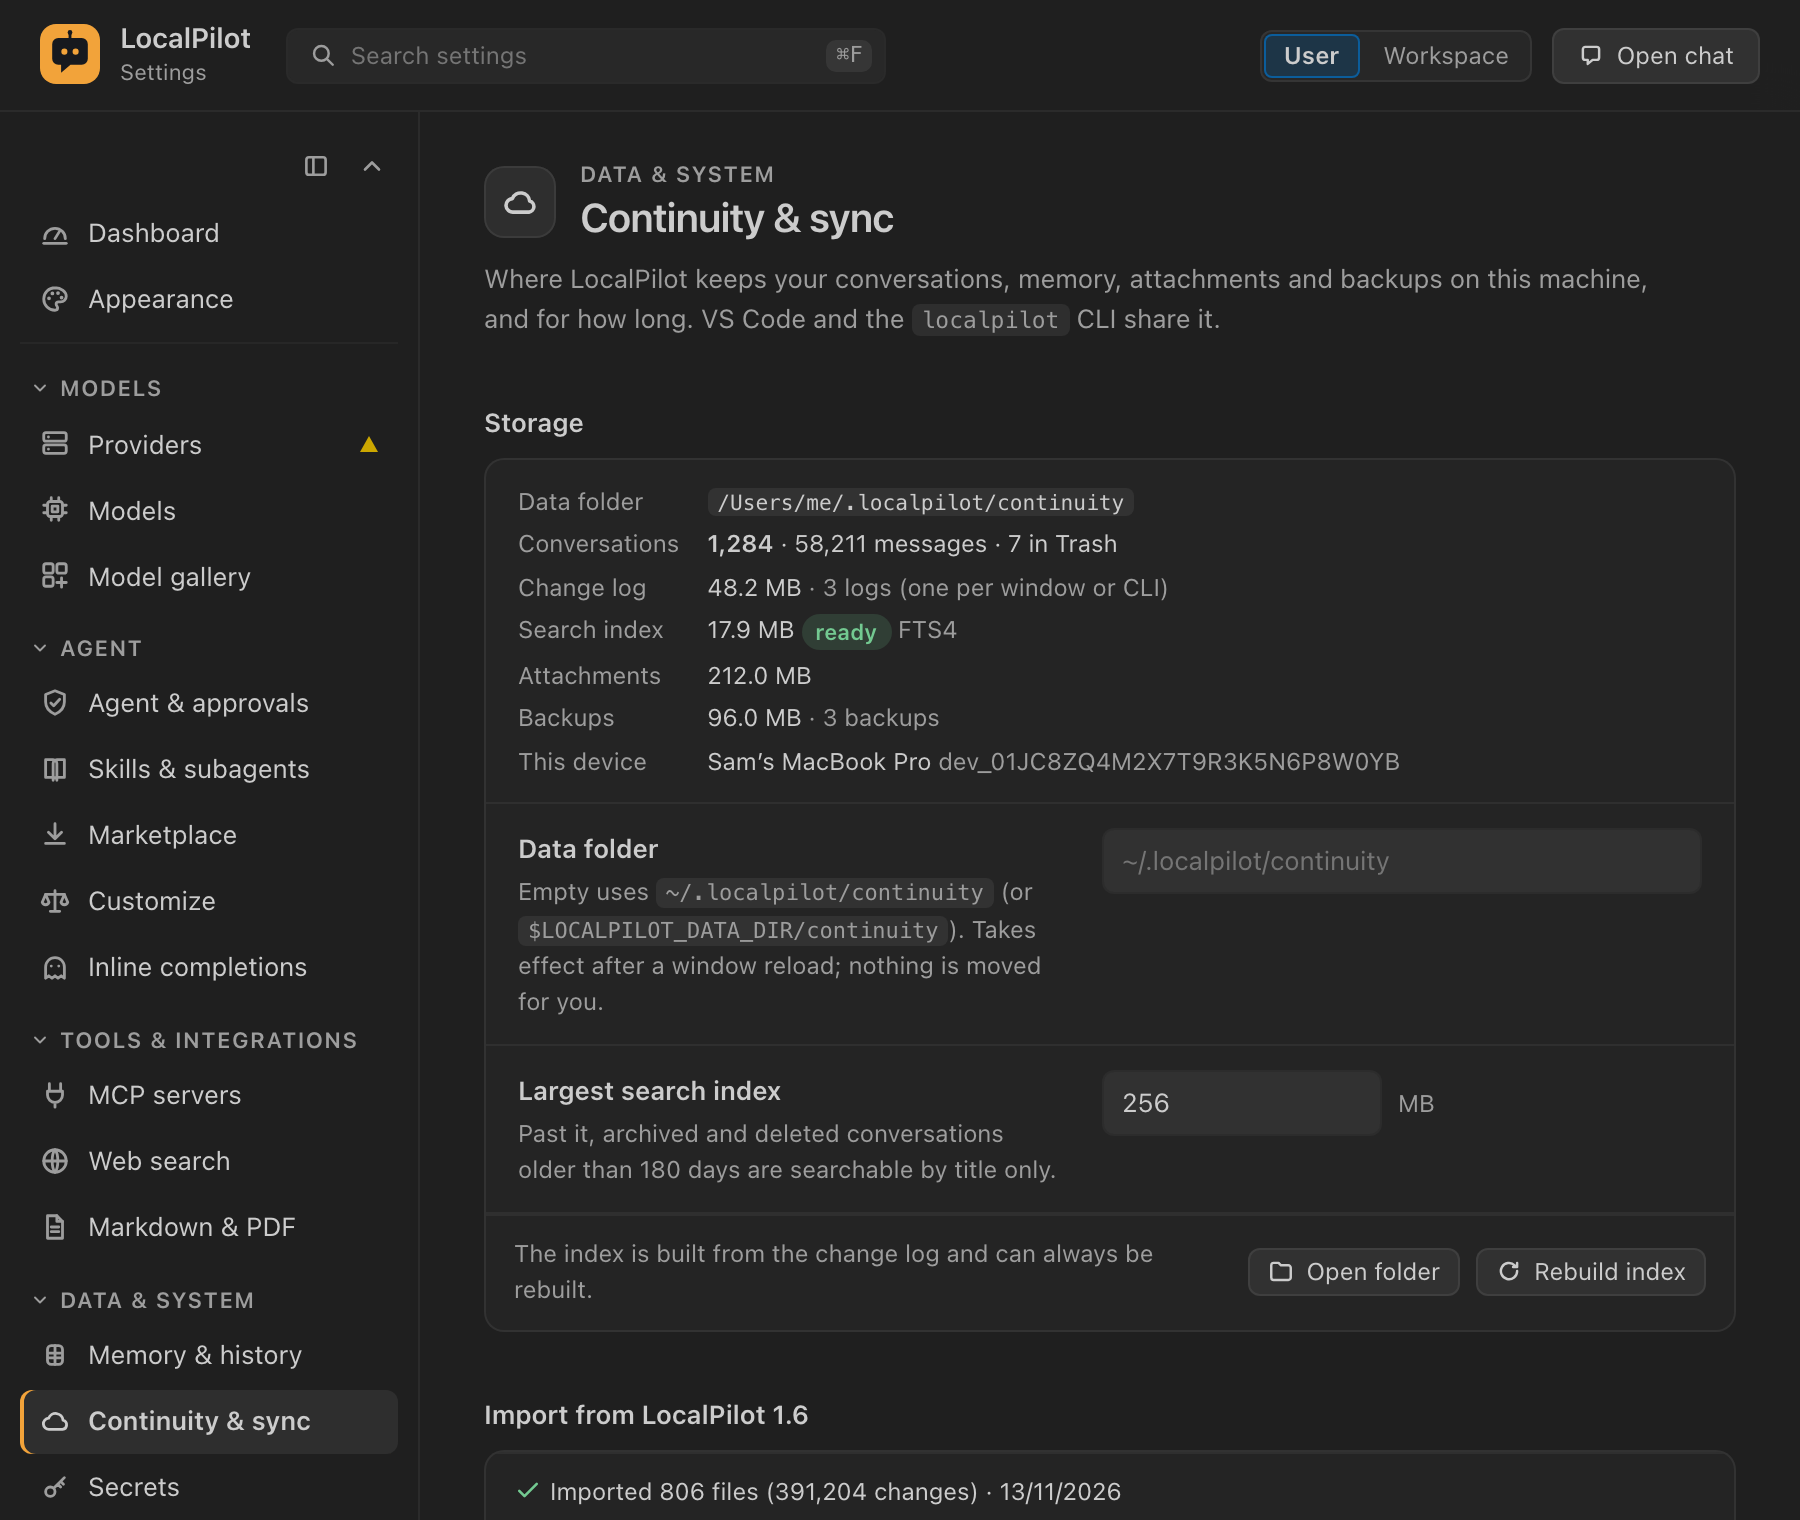 LocalPilot
Settings
Search settings
⌘F
User
Workspace
Open chat
Dashboard
Appearance
MODELS
Providers
Models
Model gallery
AGENT
Agent & approvals
Skills & subagents
Marketplace
Customize
Inline completions
TOOLS & INTEGRATIONS
MCP servers
Web search
Markdown & PDF
DATA & SYSTEM
Memory & history
Continuity & sync
Secrets
DATA & SYSTEM
Continuity & sync
Where LocalPilot keeps your conversations, memory, attachments and backups on this machine,
and for how long. VS Code and the localpilot CLI share it.
Storage
Data folder /Users/me/.localpilot/continuity
Conversations 1,284 · 58,211 messages · 7 in Trash
Change log 48.2 MB · 3 logs (one per window or CLI)
Search index 17.9 MB ready FTS4
Attachments 212.0 MB
Backups 96.0 MB · 3 backups
This device Sam’s MacBook Pro dev_01JC8ZQ4M2X7T9R3K5N6P8W0YB
Data folder
Empty uses ~/.localpilot/continuity (or
$LOCALPILOT_DATA_DIR/continuity). Takes
effect after a window reload; nothing is moved
for you.
~/.localpilot/continuity
Largest search index
Past it, archived and deleted conversations
older than 180 days are searchable by title only.
256 MB
The index is built from the change log and can always be
rebuilt.
Open folder
Rebuild index
Import from LocalPilot 1.6
Imported 806 files (391,204 changes) · 13/11/2026